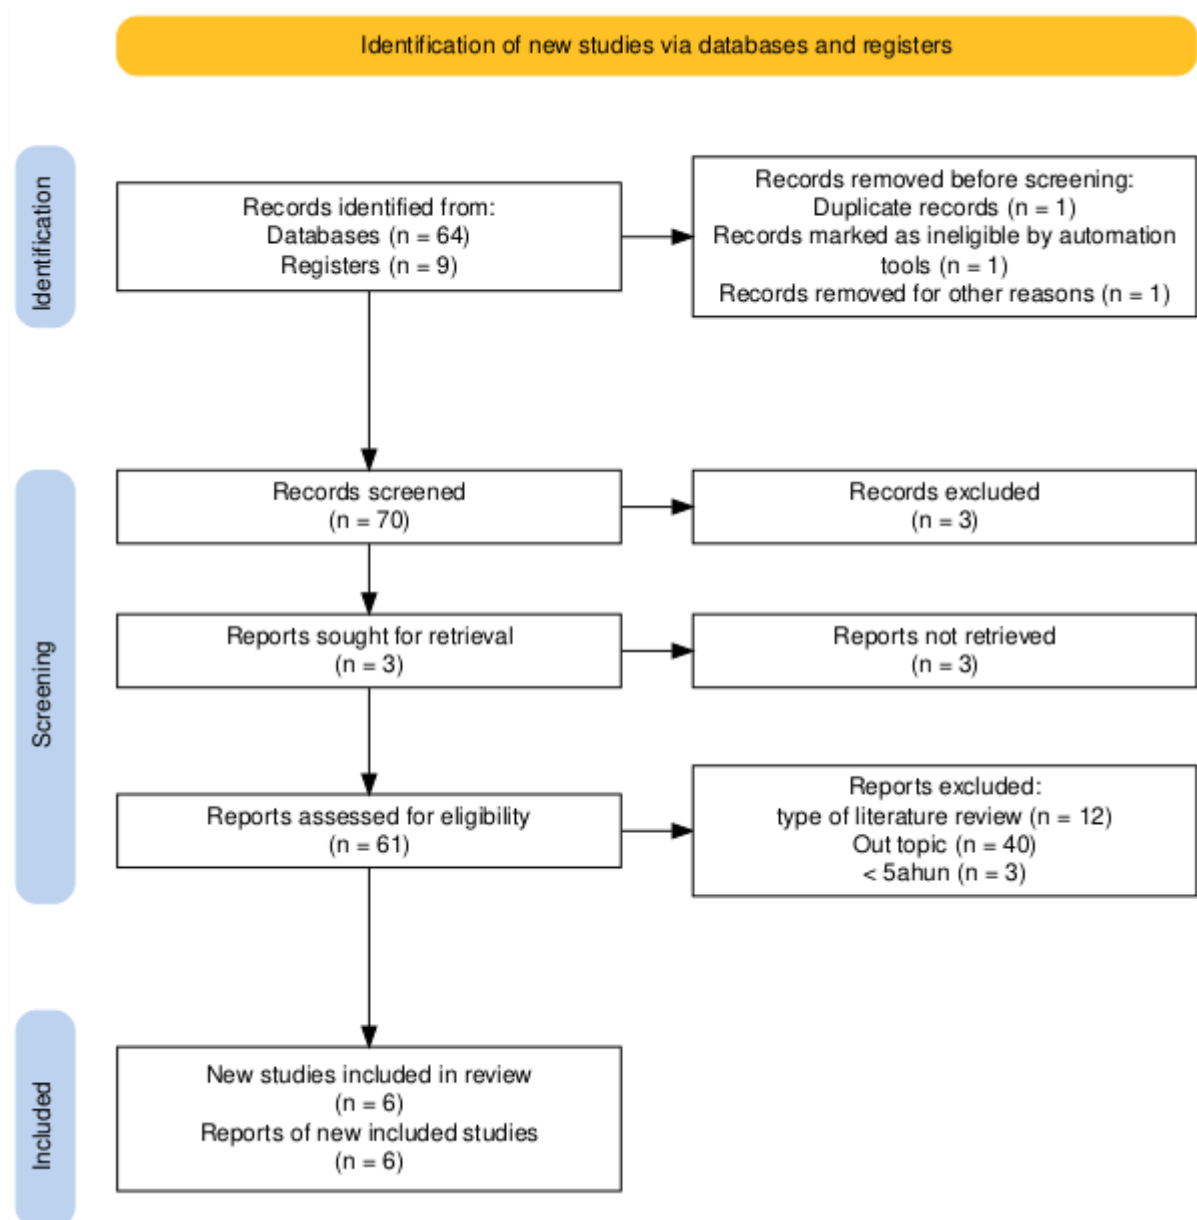 Identification of new studies via databases and registers
Identification
Records identified from:
Databases (n = 64)
Registers (n = 9)
Records removed before screening:
Duplicate records (n = 1)
Records marked as ineligible by automation
tools (n = 1)
Records removed for other reasons (n = 1)
Screening
Records screened
(n = 70)
Records excluded
(n = 3)
Reports sought for retrieval
(n = 3)
Reports not retrieved
(n = 3)
Reports assessed for eligibility
(n = 61)
Reports excluded:
type of literature review (n = 12)
Out topic (n = 40)
< 5ahun (n = 3)
Included
New studies included in review
(n = 6)
Reports of new included studies
(n = 6)